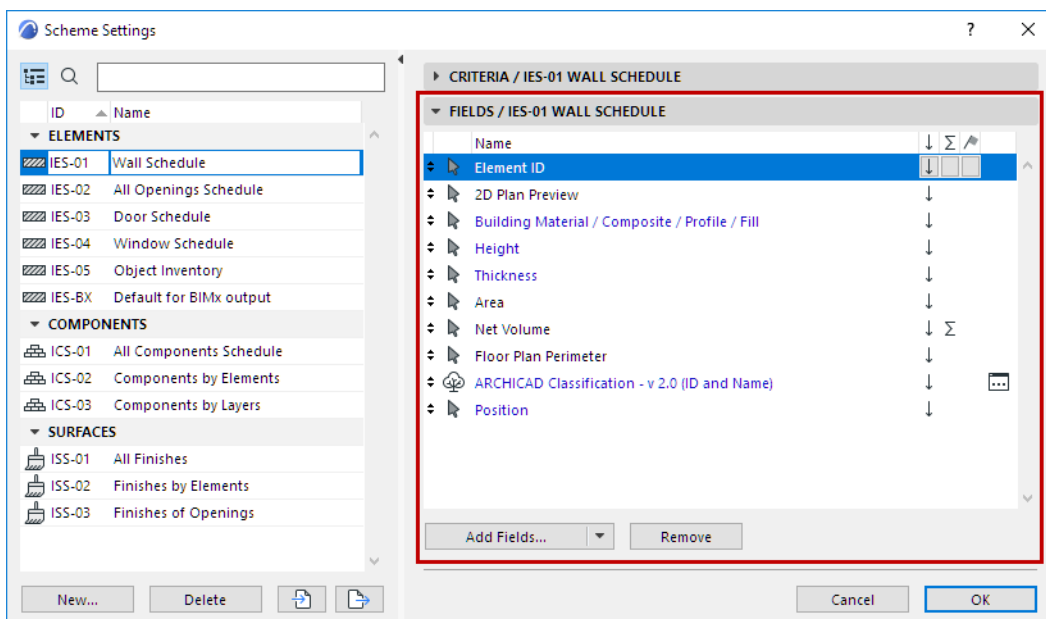 Scheme Settings
?
ID Name
ELEMENTS
IES-01 Wall Schedule
IES-02 All Openings Schedule
IES-03 Door Schedule
IES-04 Window Schedule
IES-05 Object Inventory
IES-BX Default for BIMx output
COMPONENTS
ICS-01 All Components Schedule
ICS-02 Components by Elements
ICS-03 Components by Layers
SURFACES
ISS-01 All Finishes
ISS-02 Finishes by Elements
ISS-03 Finishes of Openings
New...
Delete
CRITERIA / IES-01 WALL SCHEDULE
FIELDS / IES-01 WALL SCHEDULE
Name ↓ Σ
Element ID ↓
2D Plan Preview ↓
Building Material / Composite / Profile / Fill ↓
Height ↓
Thickness ↓
Area ↓
Net Volume ↓ Σ
Floor Plan Perimeter ↓
ARCHICAD Classification - v 2.0 (ID and Name) ↓
Position ↓
Add Fields...
Remove
Cancel
OK